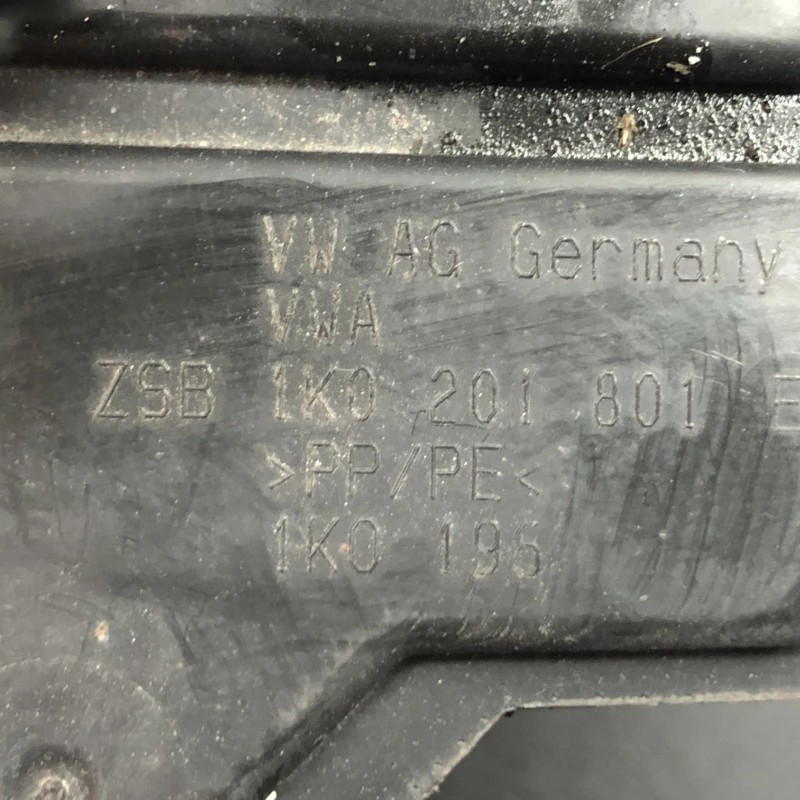 VW AG Germany
VWA
ZSB 1K0 201 801 E
>PP/PE<
1K0 196